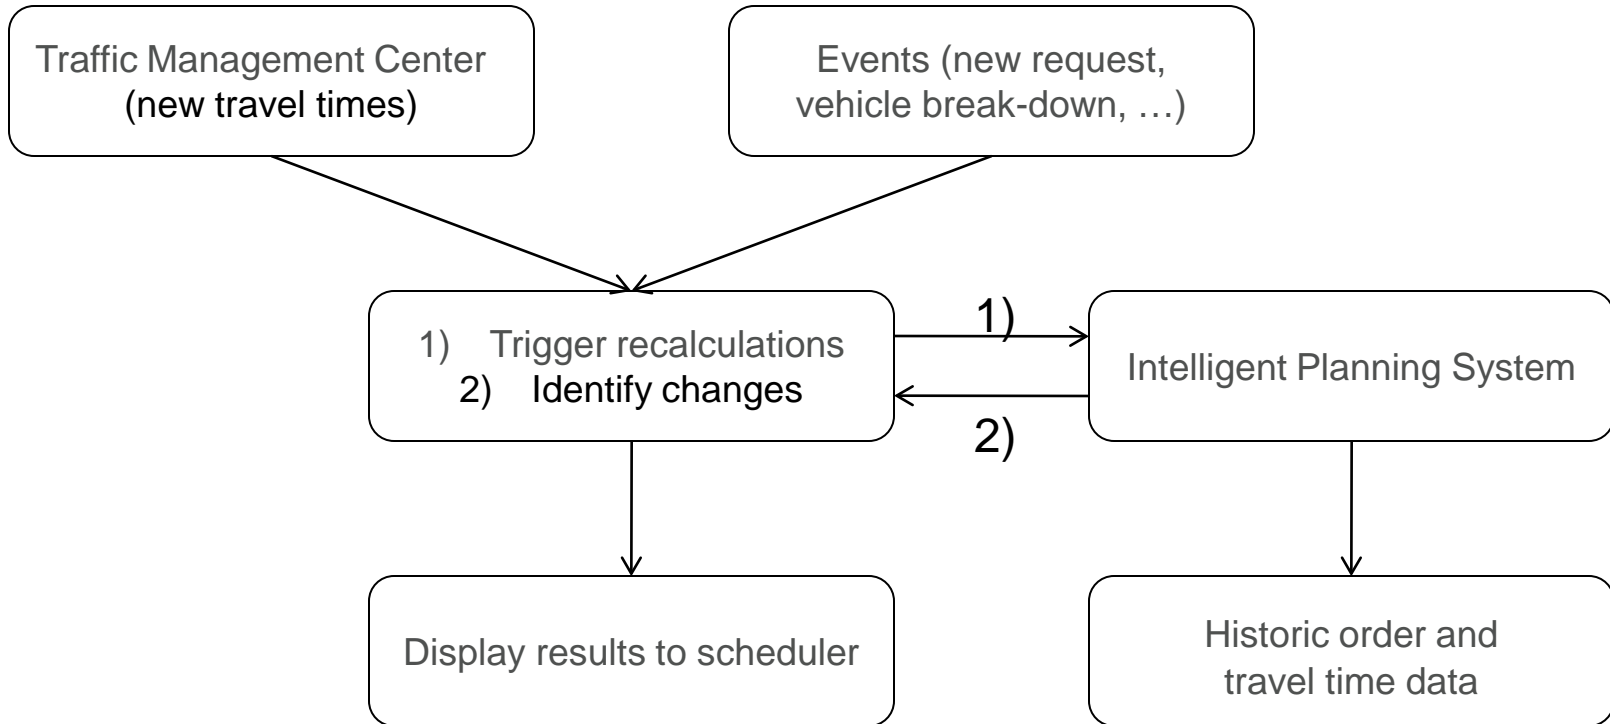 Traffic Management Center
(new travel times)
Events (new request,
vehicle break-down, …)
1) Trigger recalculations
2) Identify changes
1)
2)
Intelligent Planning System
Display results to scheduler
Historic order and
travel time data